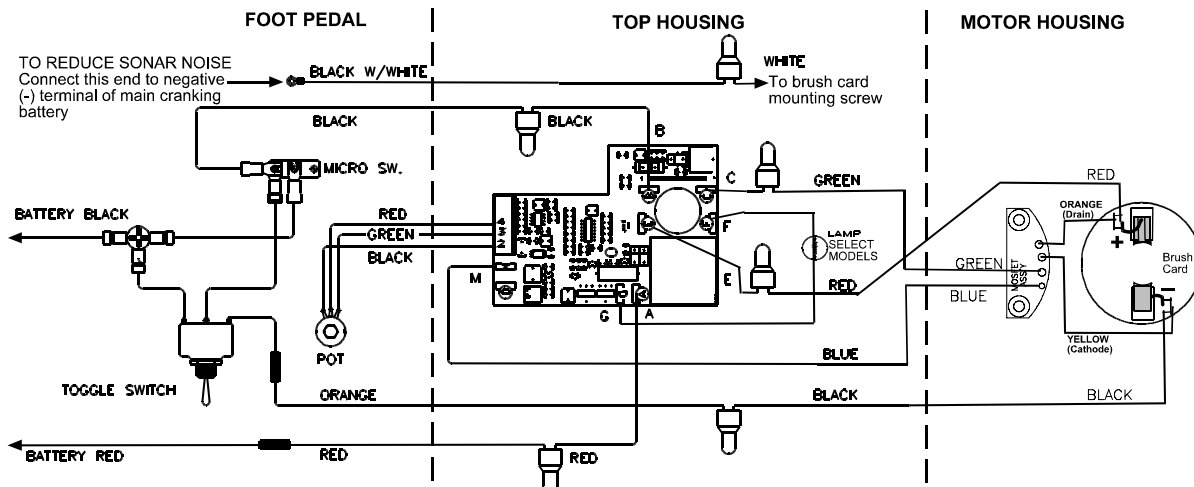 FOOT PEDAL
TOP HOUSING
MOTOR HOUSING
TO REDUCE SONAR NOISE
Connect this end to negative
(-) terminal of main cranking
battery
BLACK W/WHITE
WHITE
To brush card
mounting screw
BLACK
BLACK
B
MICRO SW.
C
GREEN
RED
BATTERY BLACK
RED
GREEN
BLACK
4
3
2
F
LAMP
SELECT
MODELS
ORANGE
(Drain)
+
GREEN
MOSFET
ASSY
Brush
Card
M
E
RED
BLUE
–
G
A
POT
BLUE
YELLOW
(Cathode)
TOGGLE SWITCH
ORANGE
BLACK
BLACK
BATTERY RED
RED
RED